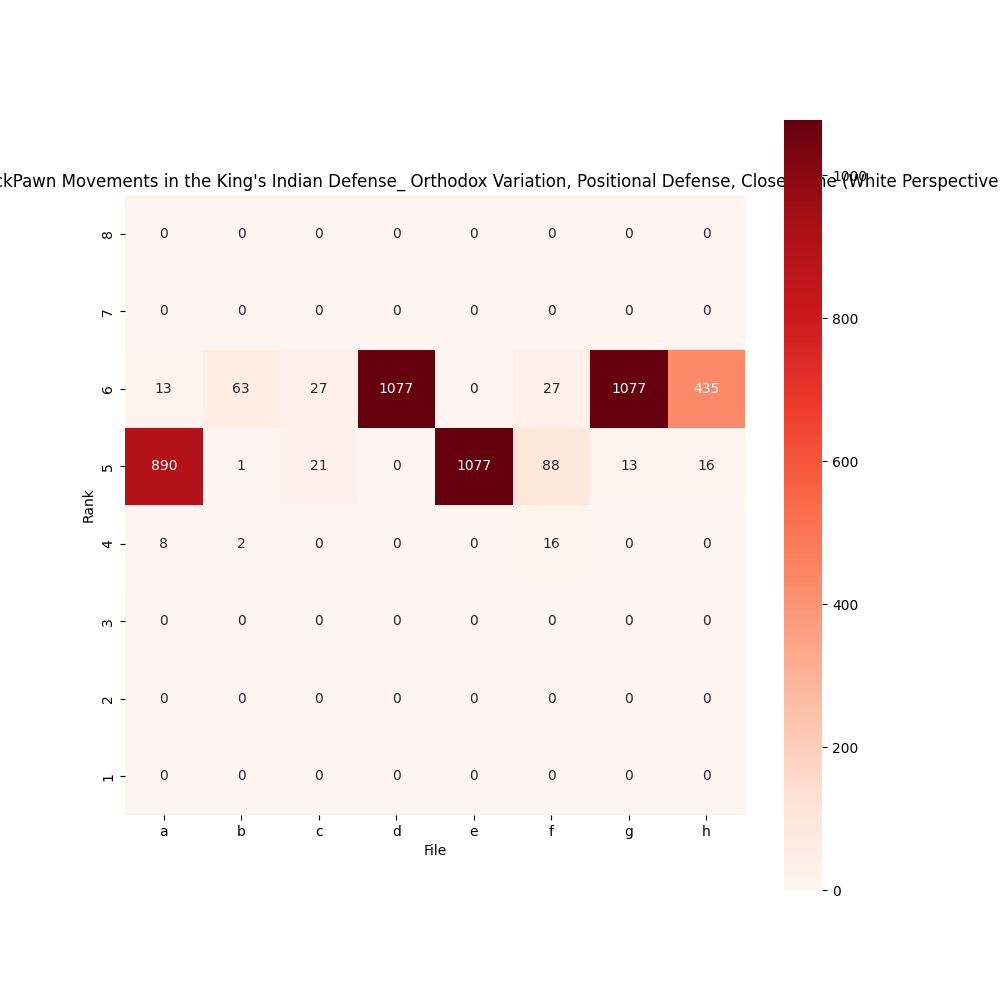 ckPawn Movements in the King's Indian Defense_ Orthodox Variation, Positional Defense, Close (White Perspective
1000
8 0 0 0 0 0 0 0 0
7 0 0 0 0 0 0 0 0
800
6 13 63 27 1077 0 27 1077 435
5 890 1 21 0 1077 88 13 16
600
Rank
4 8 2 0 0 0 16 0 0
400
3 0 0 0 0 0 0 0 0
2 0 0 0 0 0 0 0 0
200
1 0 0 0 0 0 0 0 0
a b c d e f g h
File
0